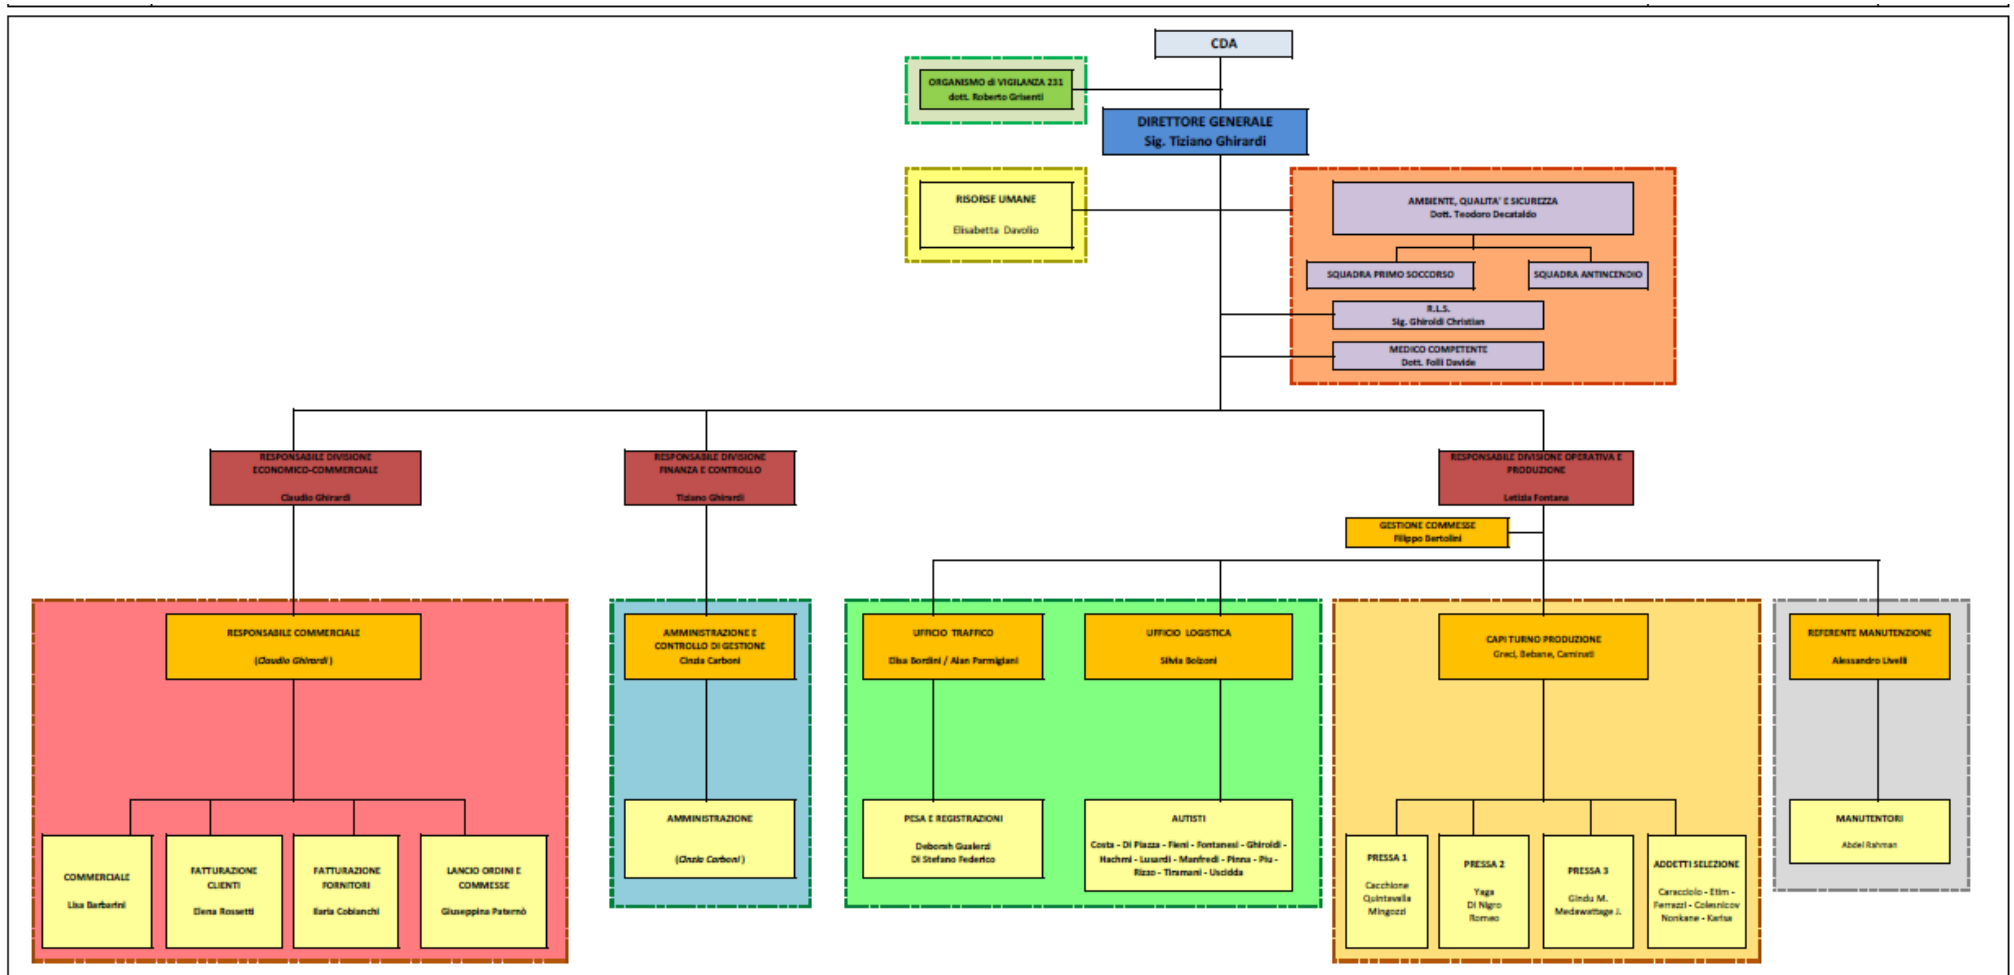 CDA
ORGANISMO di VIGILANZA 231
dott. Roberto Grisenti
DIRETTORE GENERALE
Sig. Tiziano Ghirardi
RISORSE UMANE
Elisabetta Davolio
AMBIENTE, QUALITA' E SICUREZZA
Dott. Teodoro Decataldo
SQUADRA PRIMO SOCCORSO
SQUADRA ANTINCENDIO
R.L.S.
Sig. Ghiroldi Christian
MEDICO COMPETENTE
Dott. Folli Davide
RESPONSABILE DIVISIONE
ECONOMICO-COMMERCIALE
Claudio Ghirardi
RESPONSABILE DIVISIONE
FINANZA E CONTROLLO
Tiziano Ghirardi
RESPONSABILE DIVISIONE OPERATIVA E
PRODUZIONE
Letizia Fontana
GESTIONE COMMESSE
Filippo Bertolini
RESPONSABILE COMMERCIALE
(Claudio Ghirardi)
AMMINISTRAZIONE E
CONTROLLO DI GESTIONE
Cinzia Carboni
UFFICIO TRAFFICO
Elisa Bordini / Alan Parmigiani
UFFICIO LOGISTICA
Silvia Bolzoni
CAPI TURNO PRODUZIONE
Greci, Bebane, Caminati
REFERENTE MANUTENZIONE
Alessandro Livelli
COMMERCIALE
Lisa Barbarini
FATTURAZIONE
CLIENTI
Elena Rossetti
FATTURAZIONE
FORNITORI
Ilaria Cobianchi
LANCIO ORDINI E
COMMESSE
Giuseppina Paternò
AMMINISTRAZIONE
(Cinzia Carboni)
PESA E REGISTRAZIONI
Deborah Gualerzi
Di Stefano Federico
AUTISTI
Costa - Di Piazza - Fieni - Fontanesi - Ghiroldi -
Hachmi - Lusardi - Manfredi - Pinna - Piu -
Rizzo - Tiramani - Uscidda
PRESSA 1
Cacchione
Quintavalla
Mingozzi
PRESSA 2
Yaga
Di Nigro
Romeo
PRESSA 3
Gindu M.
Medawattage J.
ADDETTI SELEZIONE
Caracciolo - Etim -
Ferrazzi - Colesnicov
Nonkane - Karisa
MANUTENTORI
Abdel Rahman